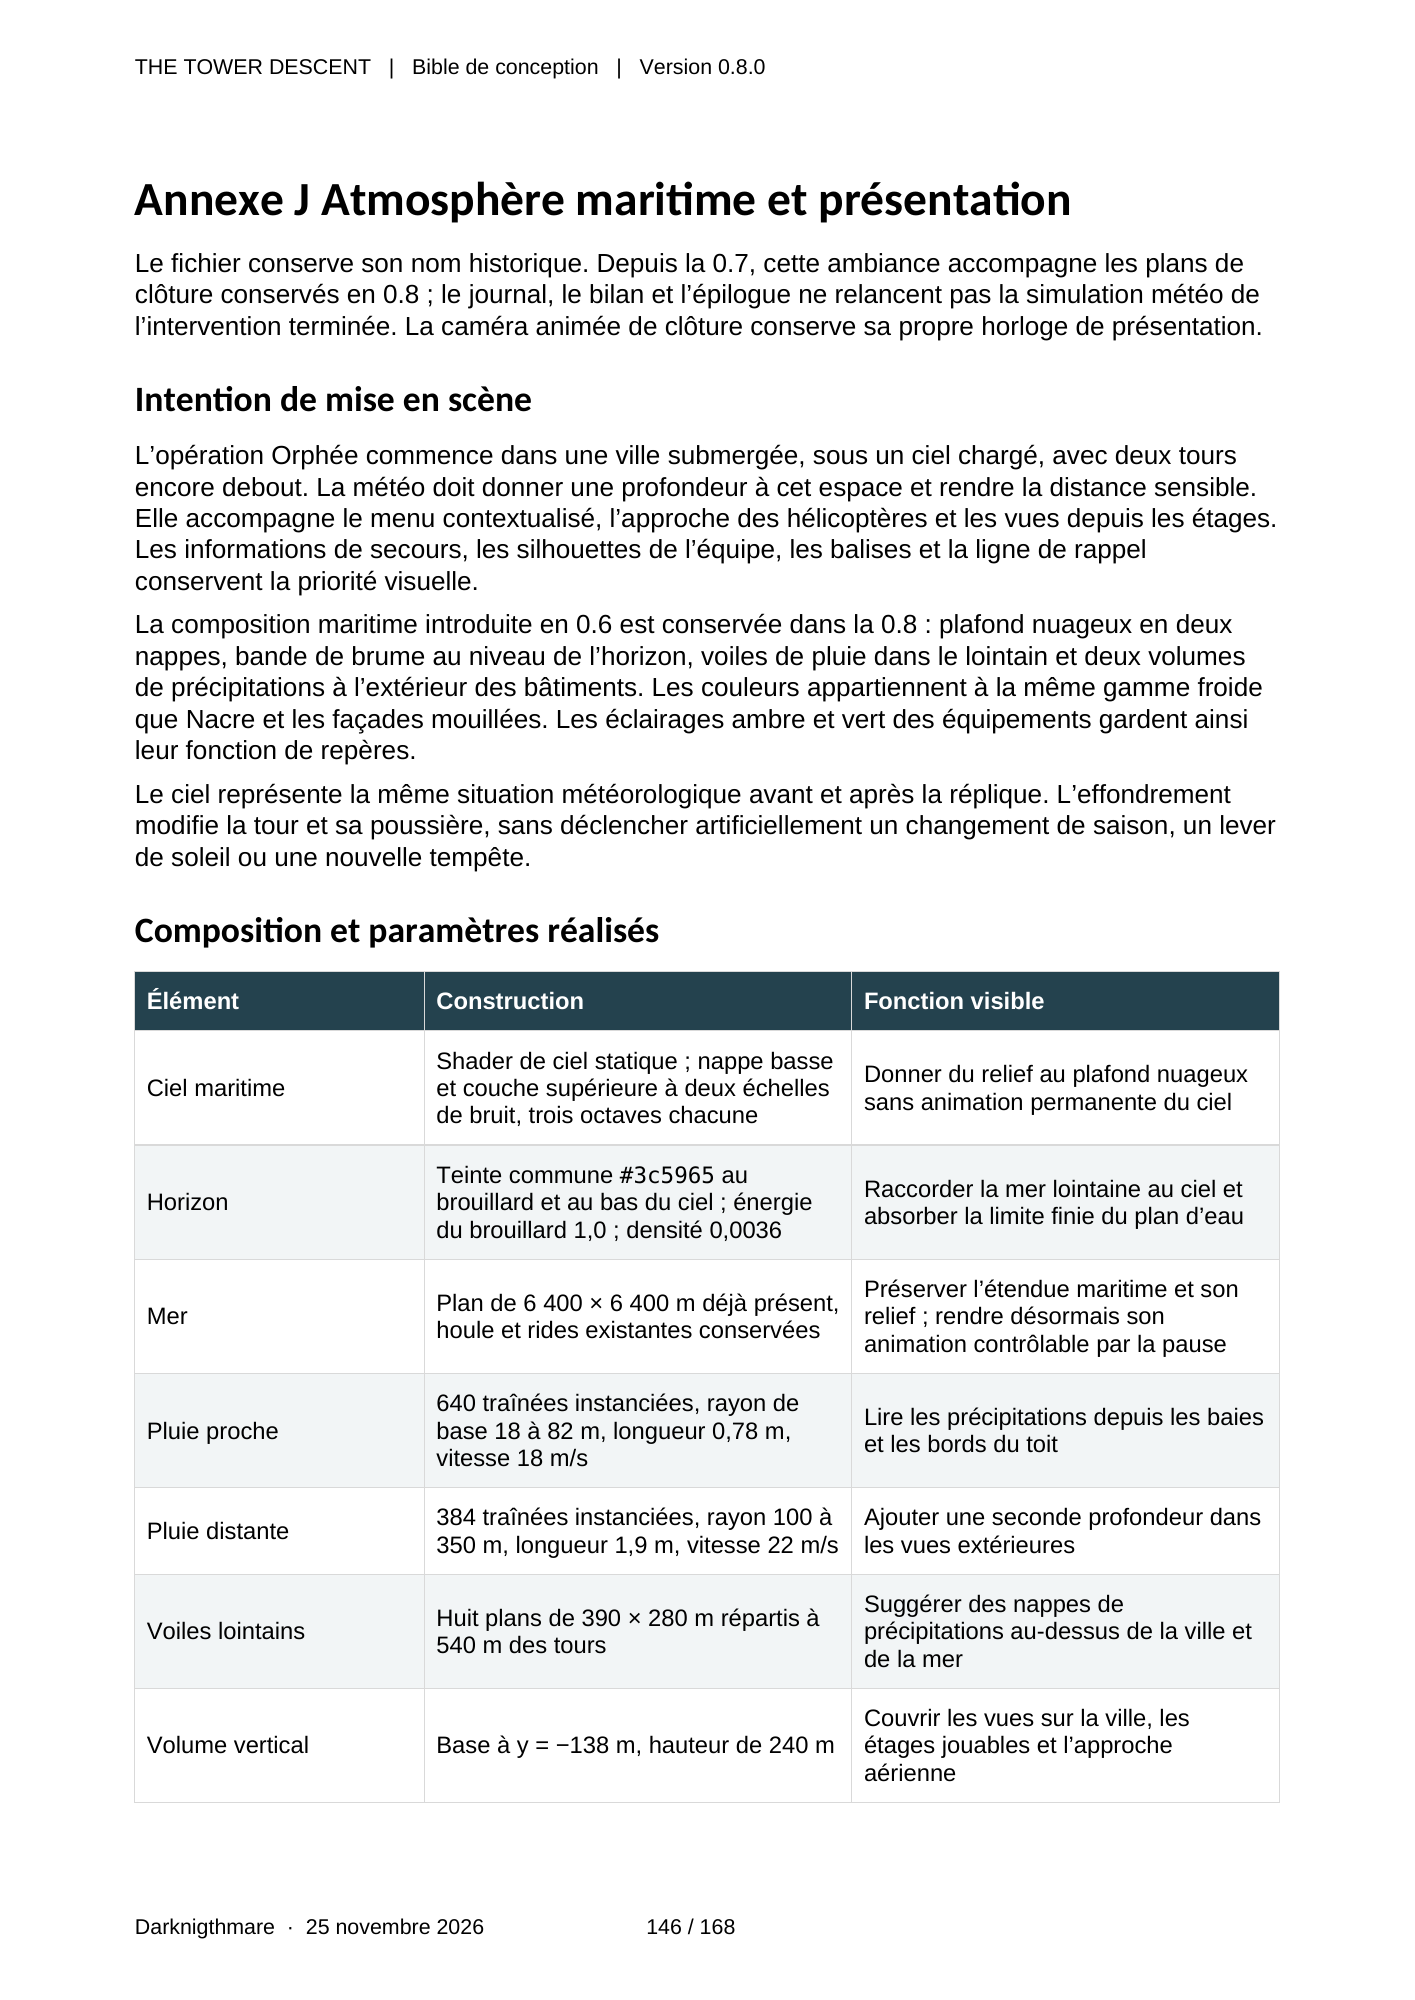 THE TOWER DESCENT | Bible de conception | Version 0.8.0
Annexe J Atmosphère maritime et présentation
Le fichier conserve son nom historique. Depuis la 0.7, cette ambiance accompagne les plans de
clôture conservés en 0.8 ; le journal, le bilan et l’épilogue ne relancent pas la simulation météo de
l’intervention terminée. La caméra animée de clôture conserve sa propre horloge de présentation.
Intention de mise en scène
L’opération Orphée commence dans une ville submergée, sous un ciel chargé, avec deux tours
encore debout. La météo doit donner une profondeur à cet espace et rendre la distance sensible.
Elle accompagne le menu contextualisé, l’approche des hélicoptères et les vues depuis les étages.
Les informations de secours, les silhouettes de l’équipe, les balises et la ligne de rappel
conservent la priorité visuelle.
La composition maritime introduite en 0.6 est conservée dans la 0.8 : plafond nuageux en deux
nappes, bande de brume au niveau de l’horizon, voiles de pluie dans le lointain et deux volumes
de précipitations à l’extérieur des bâtiments. Les couleurs appartiennent à la même gamme froide
que Nacre et les façades mouillées. Les éclairages ambre et vert des équipements gardent ainsi
leur fonction de repères.
Le ciel représente la même situation météorologique avant et après la réplique. L’effondrement
modifie la tour et sa poussière, sans déclencher artificiellement un changement de saison, un lever
de soleil ou une nouvelle tempête.
Composition et paramètres réalisés
Élément
Construction
Fonction visible
Ciel maritime
Shader de ciel statique ; nappe basse
et couche supérieure à deux échelles
de bruit, trois octaves chacune
Donner du relief au plafond nuageux
sans animation permanente du ciel
Horizon
Teinte commune #3c5965 au
brouillard et au bas du ciel ; énergie
du brouillard 1,0 ; densité 0,0036
Raccorder la mer lointaine au ciel et
absorber la limite finie du plan d’eau
Mer
Plan de 6 400 × 6 400 m déjà présent,
houle et rides existantes conservées
Préserver l’étendue maritime et son
relief ; rendre désormais son
animation contrôlable par la pause
Pluie proche
640 traînées instanciées, rayon de
base 18 à 82 m, longueur 0,78 m,
vitesse 18 m/s
Lire les précipitations depuis les baies
et les bords du toit
Pluie distante
384 traînées instanciées, rayon 100 à
350 m, longueur 1,9 m, vitesse 22 m/s
Ajouter une seconde profondeur dans
les vues extérieures
Voiles lointains
Huit plans de 390 × 280 m répartis à
540 m des tours
Suggérer des nappes de
précipitations au-dessus de la ville et
de la mer
Volume vertical
Base à y = −138 m, hauteur de 240 m
Couvrir les vues sur la ville, les
étages jouables et l’approche
aérienne
Darknigthmare · 25 novembre 2026
146 / 168